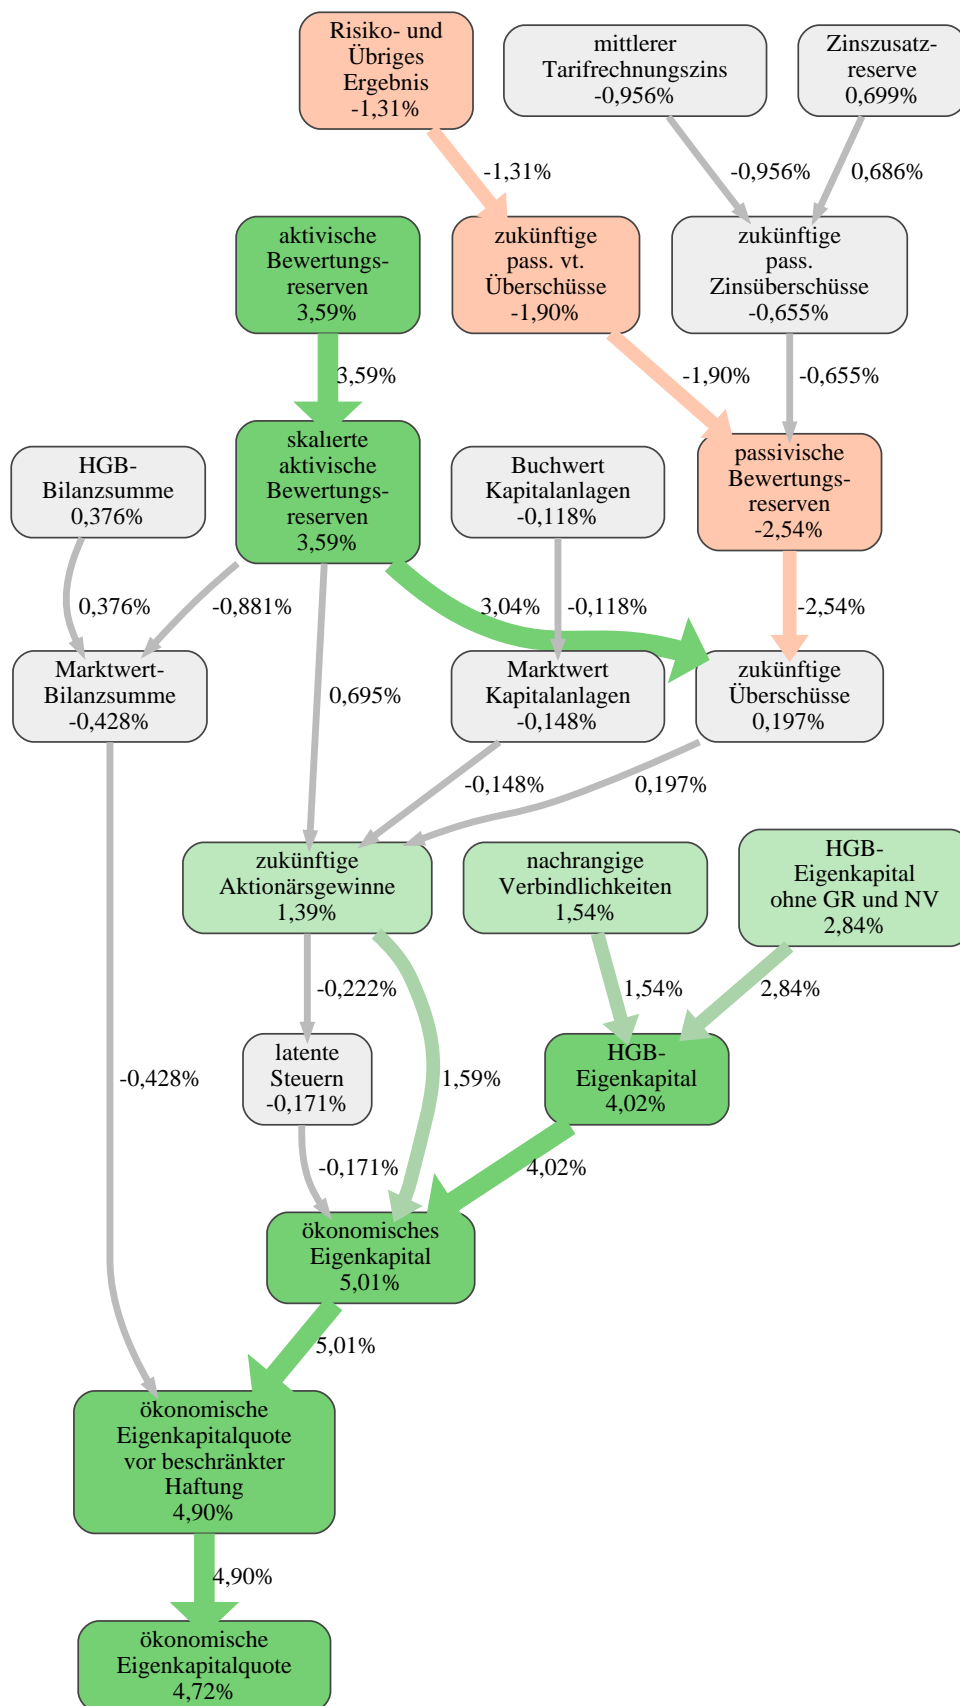 Risiko- und
Übriges
Ergebnis
-1,31%
mittlerer
Tarifrechnungszins
-0,956%
Zinszusatz-
reserve
0,699%
-1,31%
-0,956%
0,686%
aktivische
Bewertungs-
reserven
3,59%
zukünftige
pass. vt.
Überschüsse
-1,90%
zukünftige
pass.
Zinsüberschüsse
-0,655%
3,59%
-1,90%
-0,655%
HGB-
Bilanzsumme
0,376%
skalierte
aktivische
Bewertungs-
reserven
3,59%
Buchwert
Kapitalanlagen
-0,118%
passivische
Bewertungs-
reserven
-2,54%
0,376%
-0,881%
3,04%
-0,118%
-2,54%
Marktwert-
Bilanzsumme
-0,428%
0,695%
Marktwert
Kapitalanlagen
-0,148%
zukünftige
Überschüsse
0,197%
-0,148%
0,197%
zukünftige
Aktionärsgewinne
1,39%
nachrangige
Verbindlichkeiten
1,54%
HGB-
Eigenkapital
ohne GR und NV
2,84%
-0,222%
1,54%
2,84%
-0,428%
latente
Steuern
-0,171%
1,59%
HGB-
Eigenkapital
4,02%
-0,171%
4,02%
ökonomisches
Eigenkapital
5,01%
5,01%
ökonomische
Eigenkapitalquote
vor beschränkter
Haftung
4,90%
4,90%
ökonomische
Eigenkapitalquote
4,72%